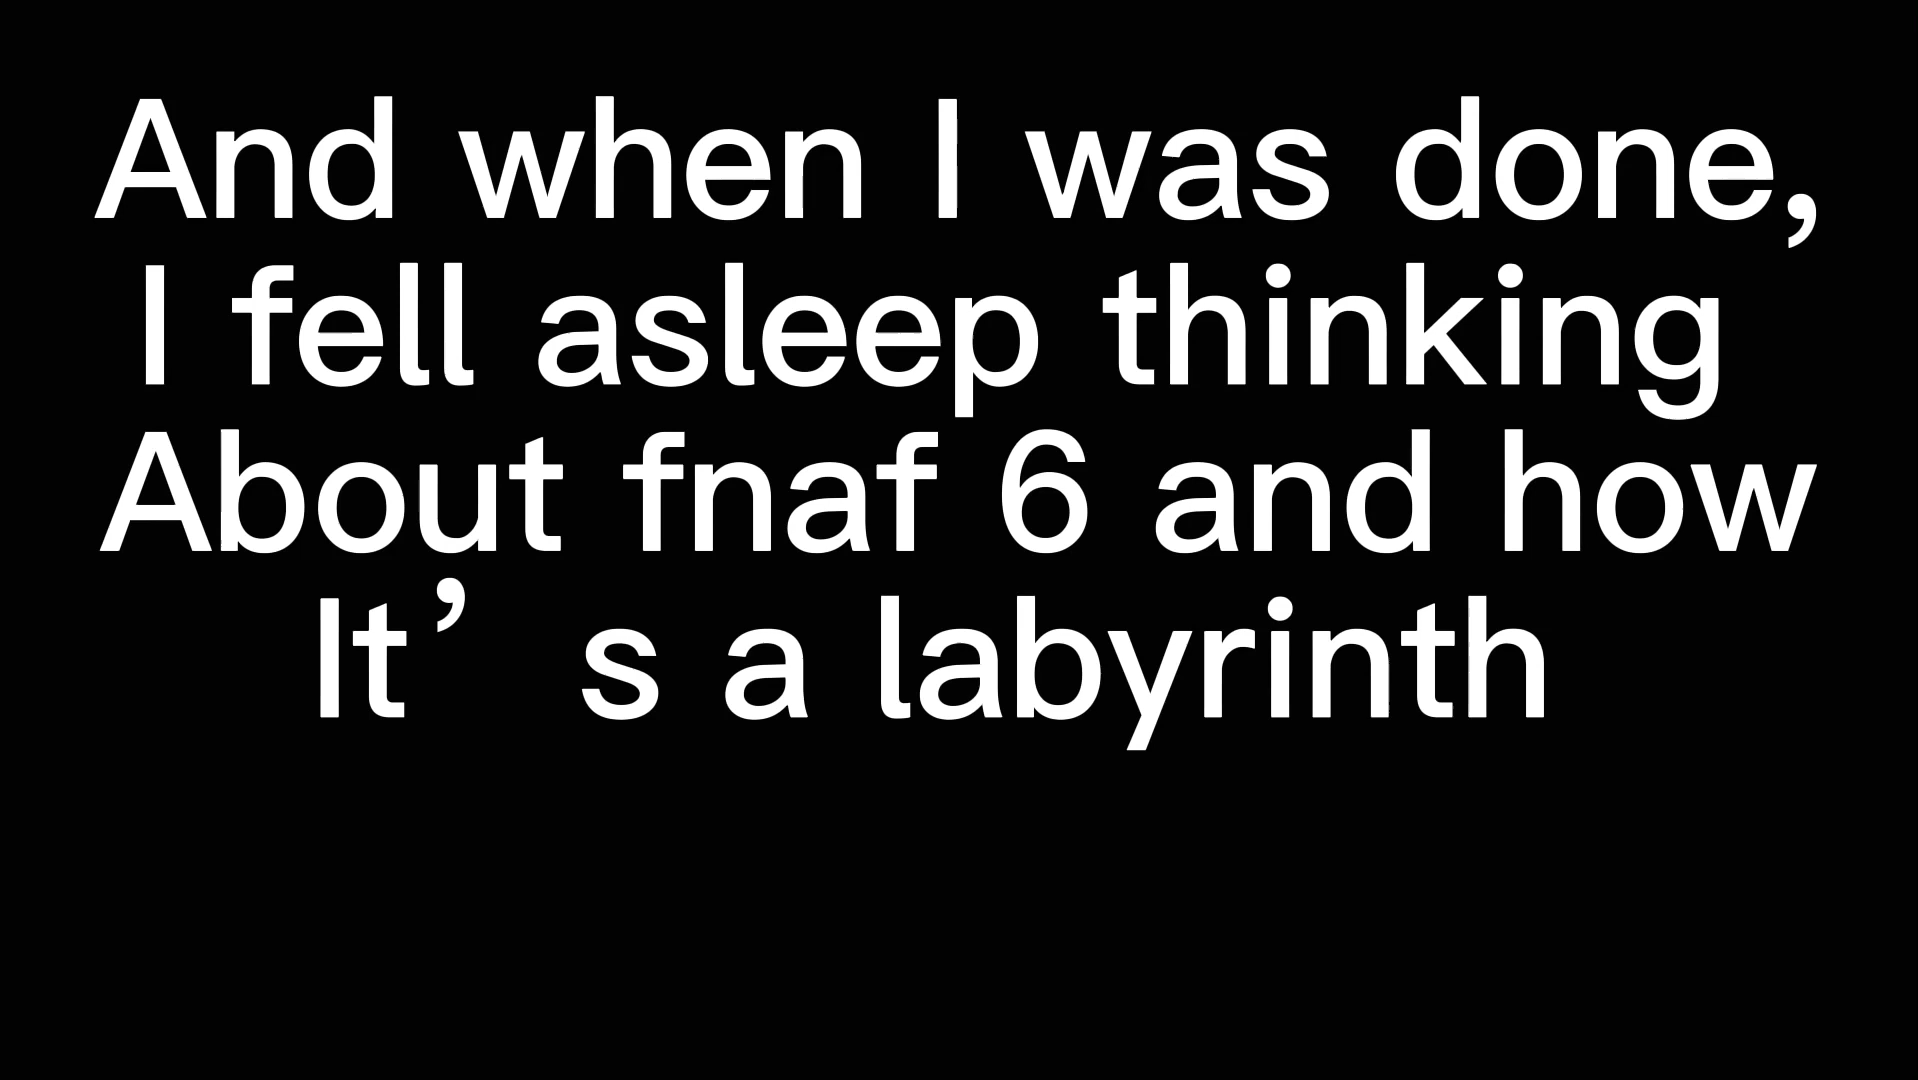 And when I was done,
I fell asleep thinking
About fnaf 6 and how
It’s a labyrinth